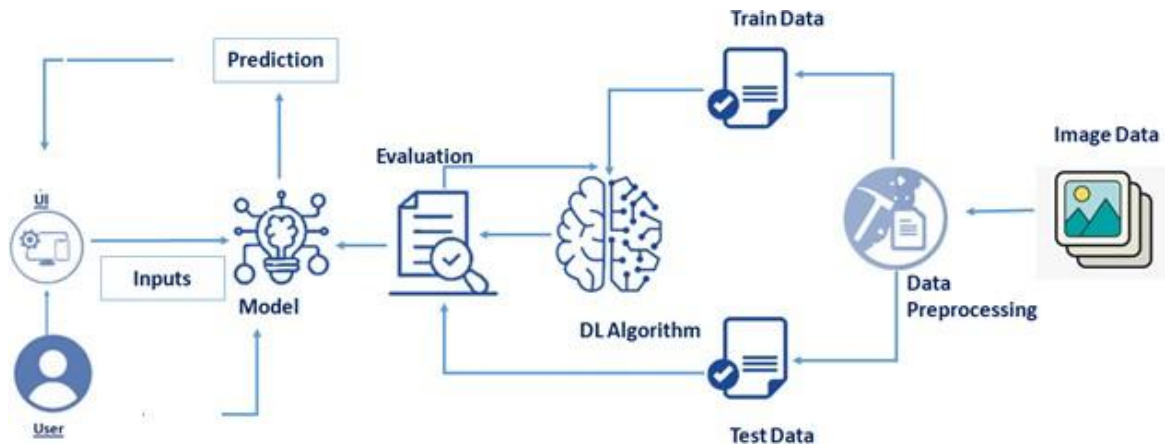 Train Data
Prediction
Image Data
Evaluation
UI
Inputs
Model
Data
Preprocessing
DL Algorithm
User
Test Data